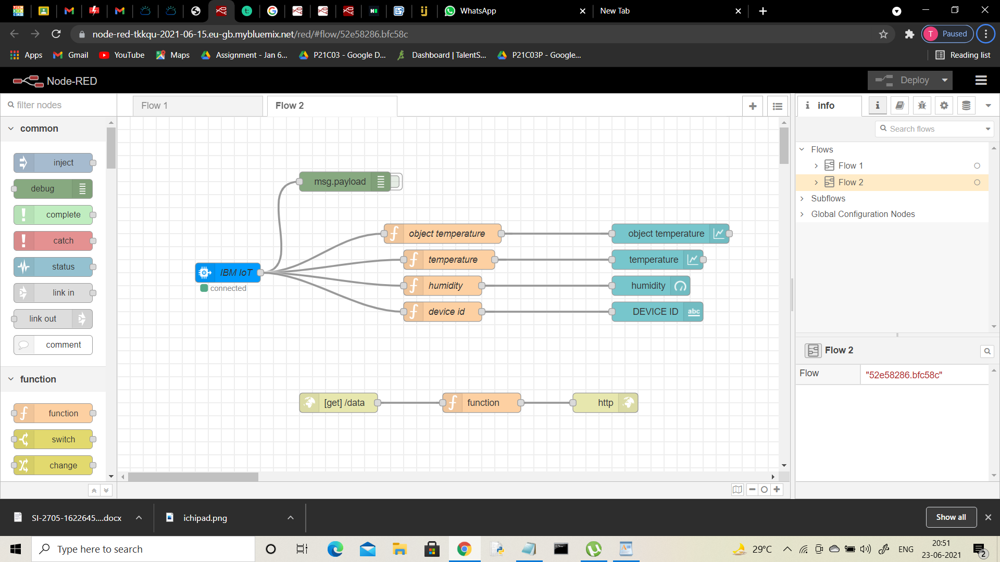 WhatsApp
New Tab
node-red-tkkqu-2021-06-15.eu-gb.mybluemix.net/red/#flow/52e58286.bfc58c
T Paused
Apps Gmail YouTube Maps Assignment - Jan 6... P21C03 - Google D... Dashboard | TalentS... P21C03P - Google... Reading list
Node-RED
Deploy
filter nodes
Flow 1
Flow 2
info
Search flows
common
inject
debug
complete
catch
status
link in
link out
comment
function
function
switch
change
msg.payload
IBM IoT
connected
object temperature
object temperature
temperature
temperature
humidity
humidity
device id
DEVICE ID abc
[get] /data
function
http
Flows
Flow 1
Flow 2
Subflows
Global Configuration Nodes
Flow 2
Flow "52e58286.bfc58c"
SI-2705-1622645....docx
ichipad.png
Show all
Type here to search
29°C
ENG
20:51
23-06-2021
2